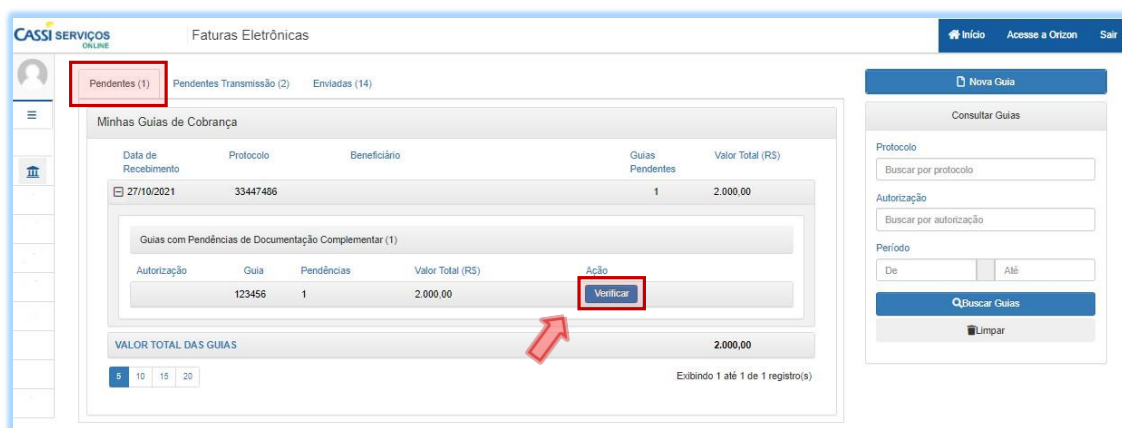 CASSI SERVIÇOS
ONLINE
Faturas Eletrônicas
Início Acesse a Orizon Sair
Pendentes (1) Pendentes Transmissão (2) Enviadas (14)
Minhas Guias de Cobrança
Data de Recebimento Protocolo Beneficiário Guias Pendentes Valor Total (R$)
27/10/2021 33447486 1 2.000,00
Guias com Pendências de Documentação Complementar (1)
Autorização Guia Pendências Valor Total (R$) Ação
123456 1 2.000,00 Verificar
VALOR TOTAL DAS GUIAS 2.000,00
5 10 15 20 Exibindo 1 até 1 de 1 registro(s)
Nova Guia
Consultar Guias
Protocolo
Buscar por protocolo
Autorização
Buscar por autorização
Período
De Até
Buscar Guias
Limpar